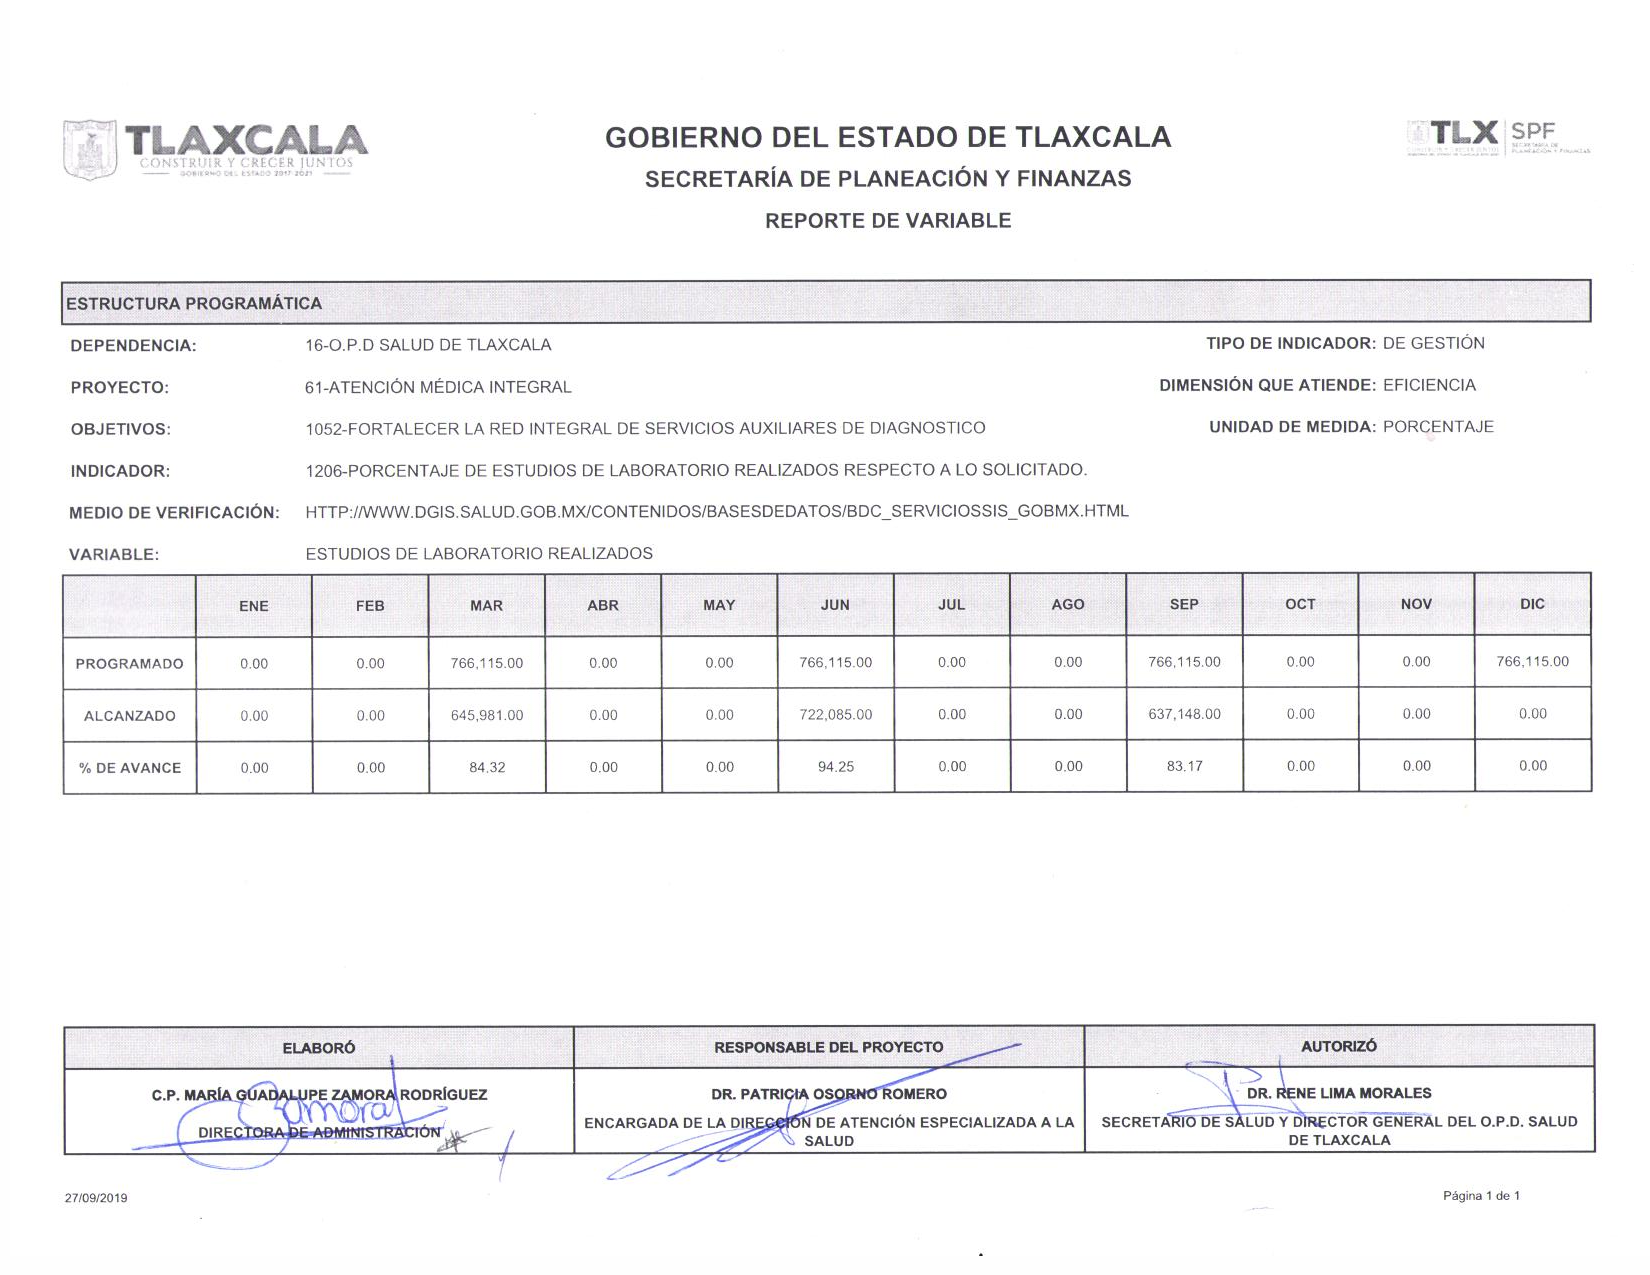 TLAXCALA
CONSTRUIR Y CRECER JUNTOS
GOBIERNO DEL ESTADO 2017-2021
GOBIERNO DEL ESTADO DE TLAXCALA
SECRETARÍA DE PLANEACIÓN Y FINANZAS
REPORTE DE VARIABLE
TLX SPF
SECRETARÍA DE
PLANEACIÓN Y FINANZAS
ESTRUCTURA PROGRAMÁTICA
DEPENDENCIA: 16-O.P.D SALUD DE TLAXCALA TIPO DE INDICADOR: DE GESTIÓN
PROYECTO: 61-ATENCIÓN MÉDICA INTEGRAL DIMENSIÓN QUE ATIENDE: EFICIENCIA
OBJETIVOS: 1052-FORTALECER LA RED INTEGRAL DE SERVICIOS AUXILIARES DE DIAGNOSTICO UNIDAD DE MEDIDA: PORCENTAJE
INDICADOR: 1206-PORCENTAJE DE ESTUDIOS DE LABORATORIO REALIZADOS RESPECTO A LO SOLICITADO.
MEDIO DE VERIFICACIÓN: HTTP://WWW.DGIS.SALUD.GOB.MX/CONTENIDOS/BASESDEDATOS/BDC_SERVICIOSSIS_GOBMX.HTML
VARIABLE: ESTUDIOS DE LABORATORIO REALIZADOS
ENE FEB MAR ABR MAY JUN JUL AGO SEP OCT NOV DIC
PROGRAMADO 0.00 0.00 766,115.00 0.00 0.00 766,115.00 0.00 0.00 766,115.00 0.00 0.00 766,115.00
ALCANZADO 0.00 0.00 645,981.00 0.00 0.00 722,085.00 0.00 0.00 637,148.00 0.00 0.00 0.00
% DE AVANCE 0.00 0.00 84.32 0.00 0.00 94.25 0.00 0.00 83.17 0.00 0.00 0.00
ELABORÓ RESPONSABLE DEL PROYECTO AUTORIZÓ
C.P. MARÍA GUADALUPE ZAMORA RODRÍGUEZ DR. PATRICIA OSORNO ROMERO DR. RENE LIMA MORALES
DIRECTORA DE ADMINISTRACIÓN ENCARGADA DE LA DIRECCIÓN DE ATENCIÓN ESPECIALIZADA A LA SALUD SECRETARIO DE SALUD Y DIRECTOR GENERAL DEL O.P.D. SALUD DE TLAXCALA
27/09/2019 Página 1 de 1